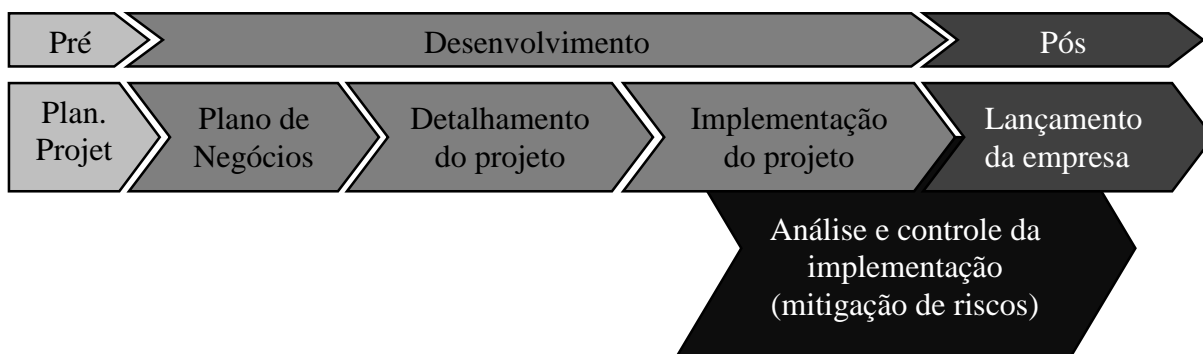 Pré
Desenvolvimento
Pós
Plan.
Projet
Plano de
Negócios
Detalhamento
do projeto
Implementação
do projeto
Lançamento
da empresa
Análise e controle da
implementação
(mitigação de riscos)